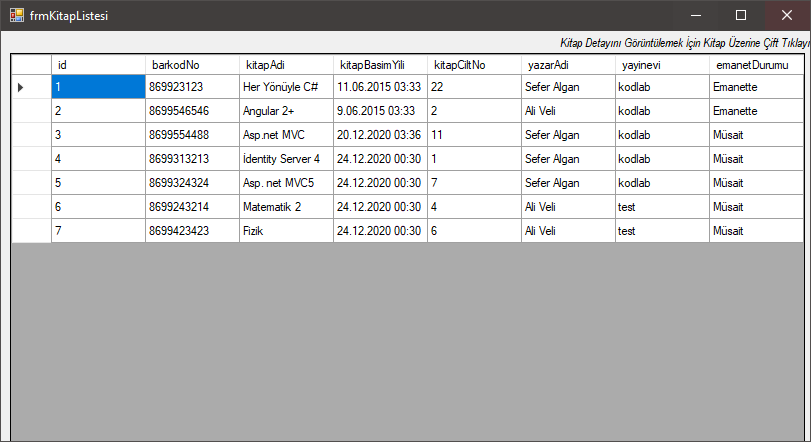 frmKitapListesi
Kitap Detayını Görüntülemek İçin Kitap Üzerine Çift Tıklayı
id barkodNo kitapAdi kitapBasimYili kitapCiltNo yazarAdi yayinevi emanetDurumu
1 869923123 Her Yönüyle C# 11.06.2015 03:33 22 Sefer Algan kodlab Emanette
2 8699546546 Angular 2+ 9.06.2015 03:33 2 Ali Veli kodlab Emanette
3 8699554488 Asp.net MVC 20.12.2020 03:36 11 Sefer Algan kodlab Müsait
4 8699313213 İdentity Server 4 24.12.2020 00:30 1 Sefer Algan kodlab Müsait
5 8699324324 Asp. net MVC5 24.12.2020 00:30 7 Sefer Algan kodlab Müsait
6 8699243214 Matematik 2 24.12.2020 00:30 4 Ali Veli test Müsait
7 8699423423 Fizik 24.12.2020 00:30 6 Ali Veli test Müsait